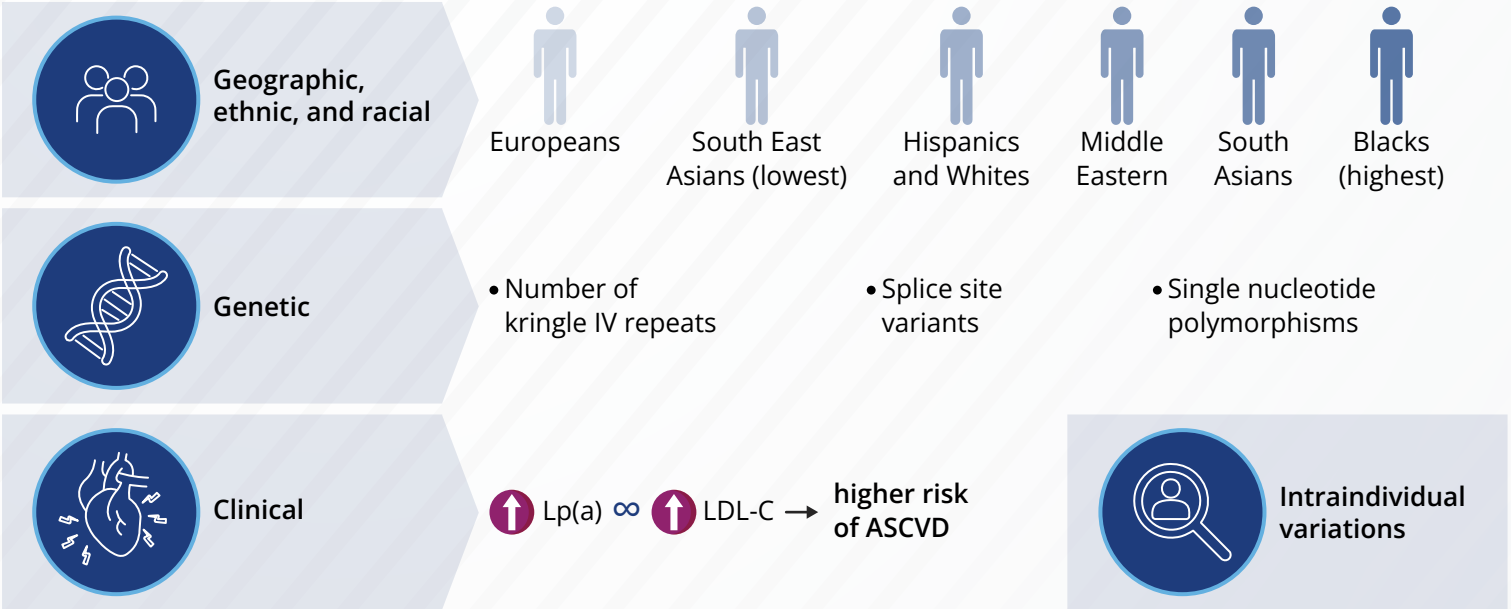 Geographic,
ethnic, and racial
Europeans
South East
Asians (lowest)
Hispanics
and Whites
Middle
Eastern
South
Asians
Blacks
(highest)
Genetic
• Number of
kringle IV repeats
• Splice site
variants
• Single nucleotide
polymorphisms
Clinical
Lp(a) ∞ LDL-C →
higher risk
of ASCVD
Intraindividual
variations